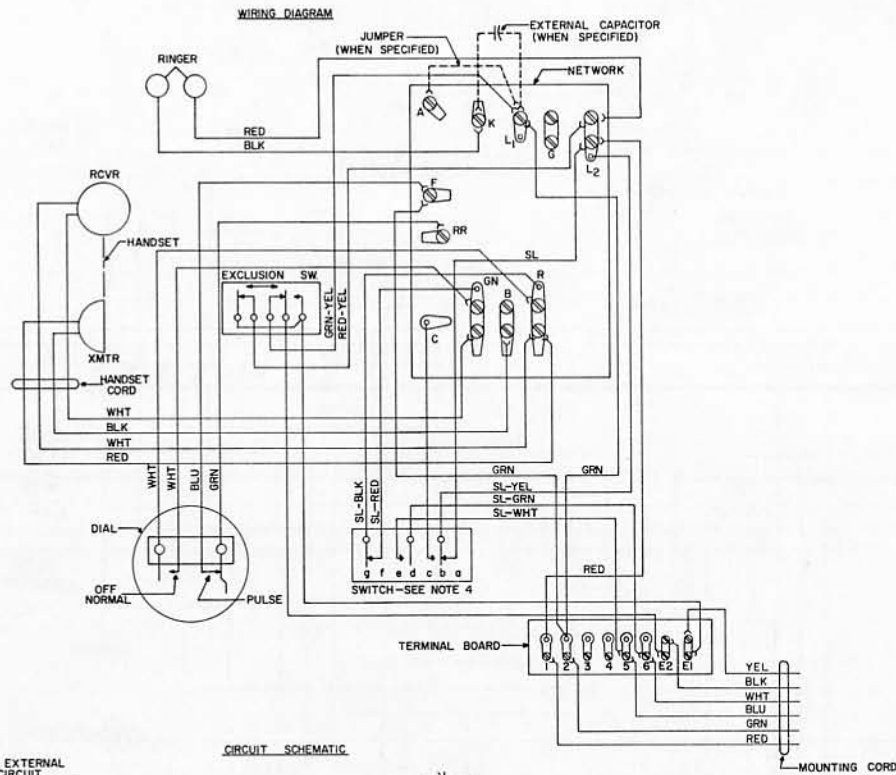 WIRING DIAGRAM
EXTERNAL CAPACITOR
(WHEN SPECIFIED)
JUMPER
(WHEN SPECIFIED)
NETWORK
RINGER
A
K
L1
G
L2
RED
BLK
RCVR
F
RR
HANDSET
SL
EXCLUSION SW.
GRN-YEL
RED-YEL
GN
B
R
C
XMTR
HANDSET
CORD
WHT
BLK
WHT
RED
WHT
WHT
BLU
GRN
SL-BLK
SL-RED
GRN
GRN
SL-YEL
SL-GRN
SL-WHT
DIAL
g f e d c b a
SWITCH-SEE NOTE 4
RED
OFF
NORMAL
PULSE
TERMINAL BOARD
1 2 3 4 5 6 E2 E1
YEL
BLK
WHT
BLU
GRN
RED
MOUNTING CORD
CIRCUIT SCHEMATIC
EXTERNAL